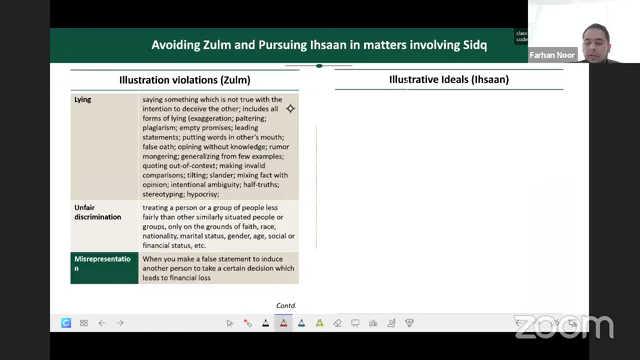 Avoiding Zulm and Pursuing Ihsaan in matters involving Sidq
class
code
Farhan Noor
Illustration violations (Zulm)
Illustrative Ideals (Ihsaan)
Lying
saying something which is not true with the
intention to deceive the other; includes all
forms of lying (exaggeration; paltering;
plagiarism; empty promises; leading
statements; putting words in other's mouth;
false oath; opining without knowledge; rumor
mongering; generalizing from few examples;
quoting out-of-context; making invalid
comparisons; tilting; slander; mixing fact with
opinion; intentional ambiguity; half-truths;
stereotyping; hypocrisy;
Unfair
discrimination
treating a person or a group of people less
fairly than other similarly situated people or
groups, only on the grounds of faith, race,
nationality, marital status, gender, age, social or
financial status, etc.
Misrepresentatio
n
When you make a false statement to induce
another person to take a certain decision which
leads to financial loss
Contd.
zoom